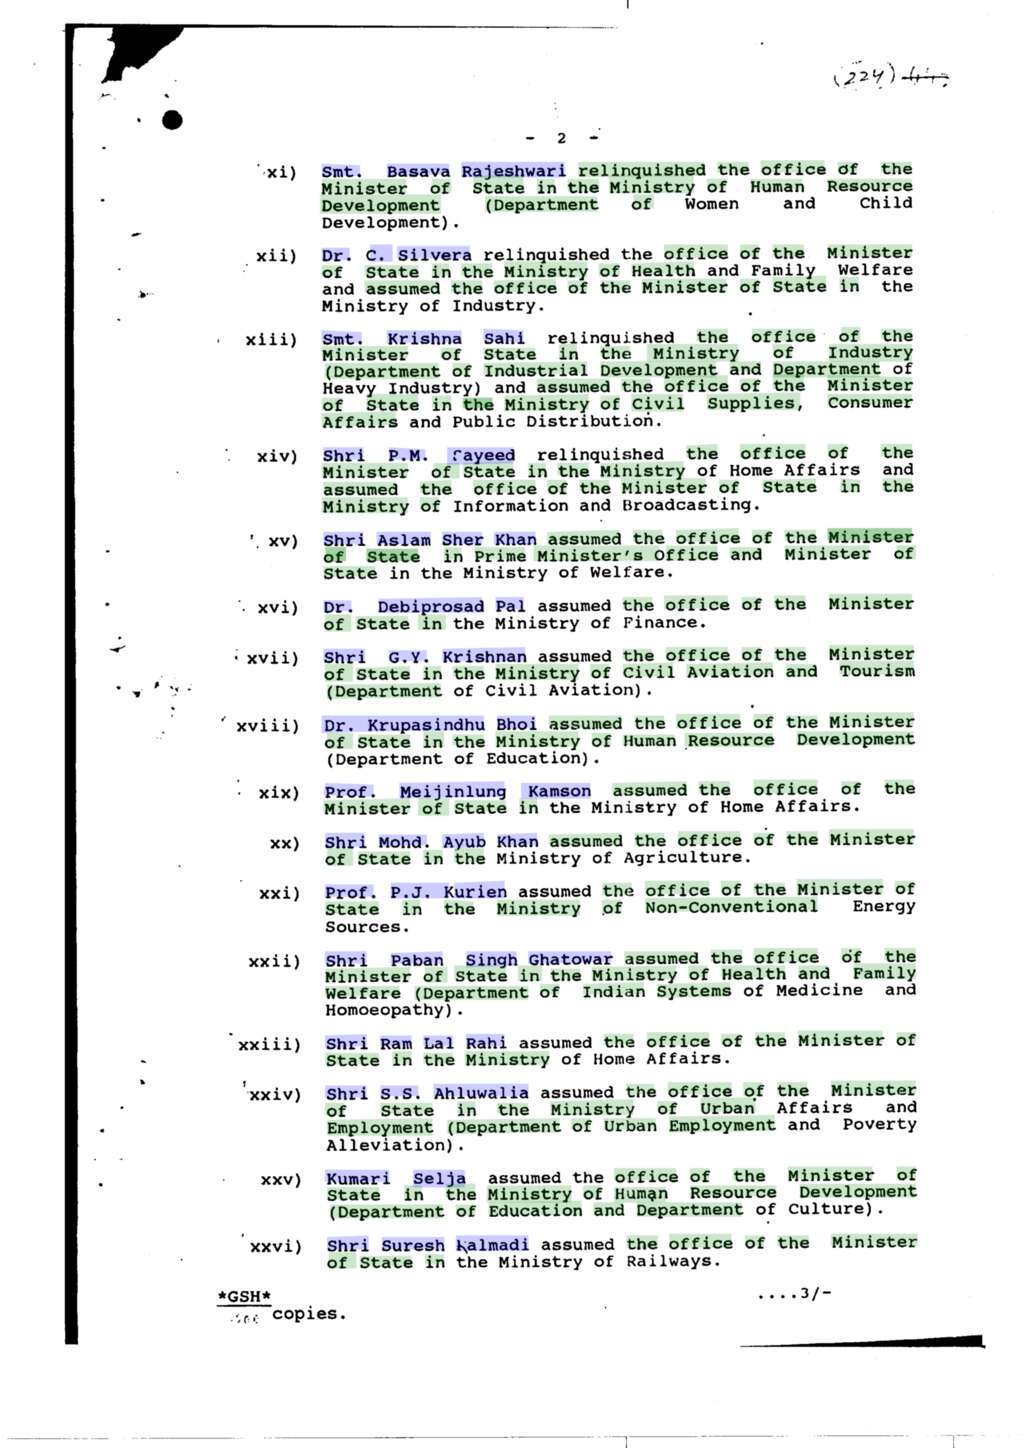 (224)
- 2 -
xi) Smt. Basava Rajeshwari relinquished the office of the
Minister of State in the Ministry of Human Resource
Development (Department of Women and Child
Development).
xii) Dr. C. Silvera relinquished the office of the Minister
of State in the Ministry of Health and Family Welfare
and assumed the office of the Minister of State in the
Ministry of Industry.
xiii) Smt. Krishna Sahi relinquished the office of the
Minister of State in the Ministry of Industry
(Department of Industrial Development and Department of
Heavy Industry) and assumed the office of the Minister
of State in the Ministry of Civil Supplies, Consumer
Affairs and Public Distribution.
xiv) Shri P.M. Sayeed relinquished the office of the
Minister of State in the Ministry of Home Affairs and
assumed the office of the Minister of State in the
Ministry of Information and Broadcasting.
xv) Shri Aslam Sher Khan assumed the office of the Minister
of State in Prime Minister's Office and Minister of
State in the Ministry of Welfare.
xvi) Dr. Debiprosad Pal assumed the office of the Minister
of State in the Ministry of Finance.
xvii) Shri G.Y. Krishnan assumed the office of the Minister
of State in the Ministry of Civil Aviation and Tourism
(Department of Civil Aviation).
xviii) Dr. Krupasindhu Bhoi assumed the office of the Minister
of State in the Ministry of Human Resource Development
(Department of Education).
xix) Prof. Meijinlung Kamson assumed the office of the
Minister of State in the Ministry of Home Affairs.
xx) Shri Mohd. Ayub Khan assumed the office of the Minister
of State in the Ministry of Agriculture.
xxi) Prof. P.J. Kurien assumed the office of the Minister of
State in the Ministry of Non-Conventional Energy
Sources.
xxii) Shri Paban Singh Ghatowar assumed the office of the
Minister of State in the Ministry of Health and Family
Welfare (Department of Indian Systems of Medicine and
Homoeopathy).
xxiii) Shri Ram Lal Rahi assumed the office of the Minister of
State in the Ministry of Home Affairs.
xxiv) Shri S.S. Ahluwalia assumed the office of the Minister
of State in the Ministry of Urban Affairs and
Employment (Department of Urban Employment and Poverty
Alleviation).
xxv) Kumari Selja assumed the office of the Minister of
State in the Ministry of Human Resource Development
(Department of Education and Department of Culture).
xxvi) Shri Suresh Kalmadi assumed the office of the Minister
of State in the Ministry of Railways.
*GSH* ....3/-
copies.